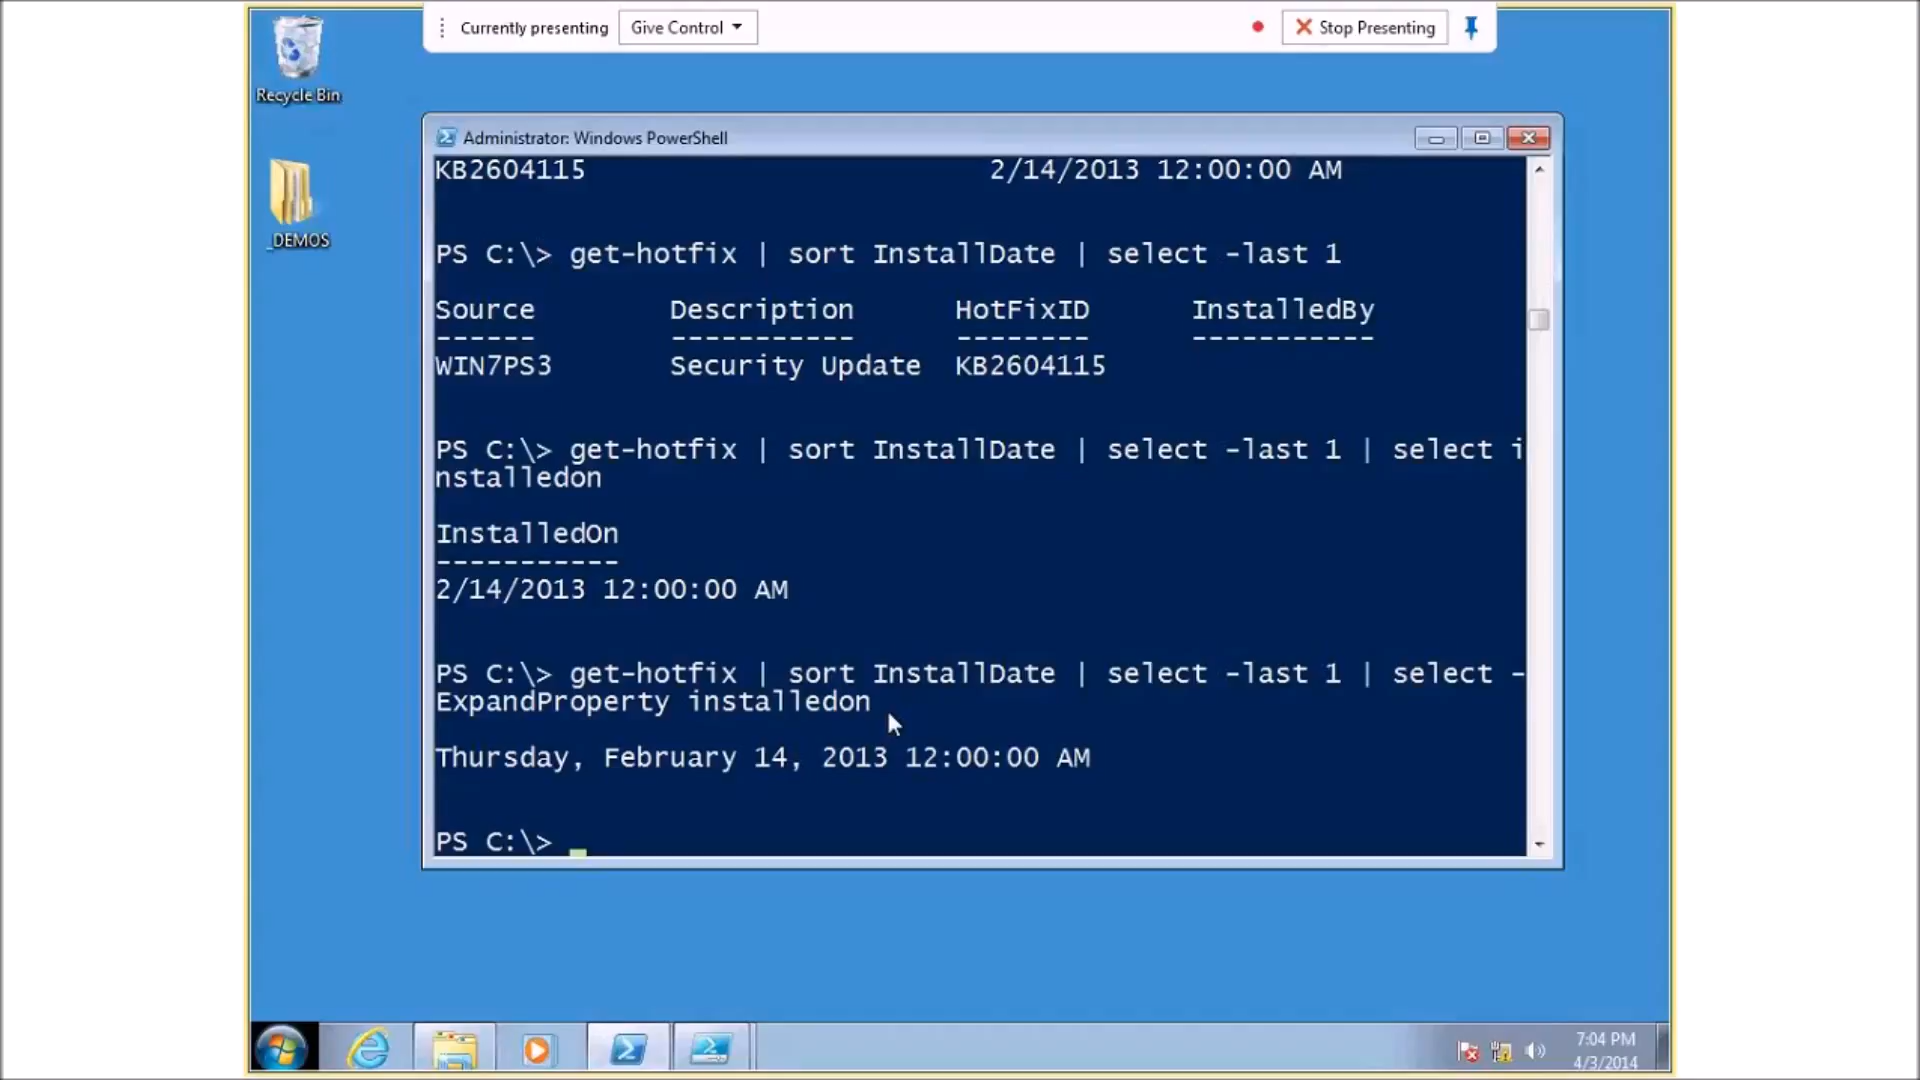 Currently presenting Give Control Stop Presenting
Recycle Bin
_DEMOS
Administrator: Windows PowerShell
KB2604115 2/14/2013 12:00:00 AM
PS C:\> get-hotfix | sort InstallDate | select -last 1
Source Description HotFixID InstalledBy
------ ----------- -------- -----------
WIN7PS3 Security Update KB2604115
PS C:\> get-hotfix | sort InstallDate | select -last 1 | select i
nstalledon
InstalledOn
-----------
2/14/2013 12:00:00 AM
PS C:\> get-hotfix | sort InstallDate | select -last 1 | select -
ExpandProperty installedon
Thursday, February 14, 2013 12:00:00 AM
PS C:\>
7:04 PM
4/3/2014